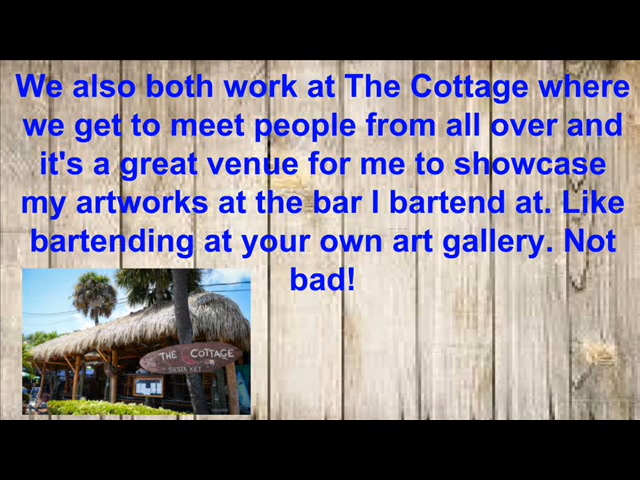 We also both work at The Cottage where
we get to meet people from all over and
it's a great venue for me to showcase
my artworks at the bar I bartend at. Like
bartending at your own art gallery. Not
bad!
THE COTTAGE
SIESTA KEY